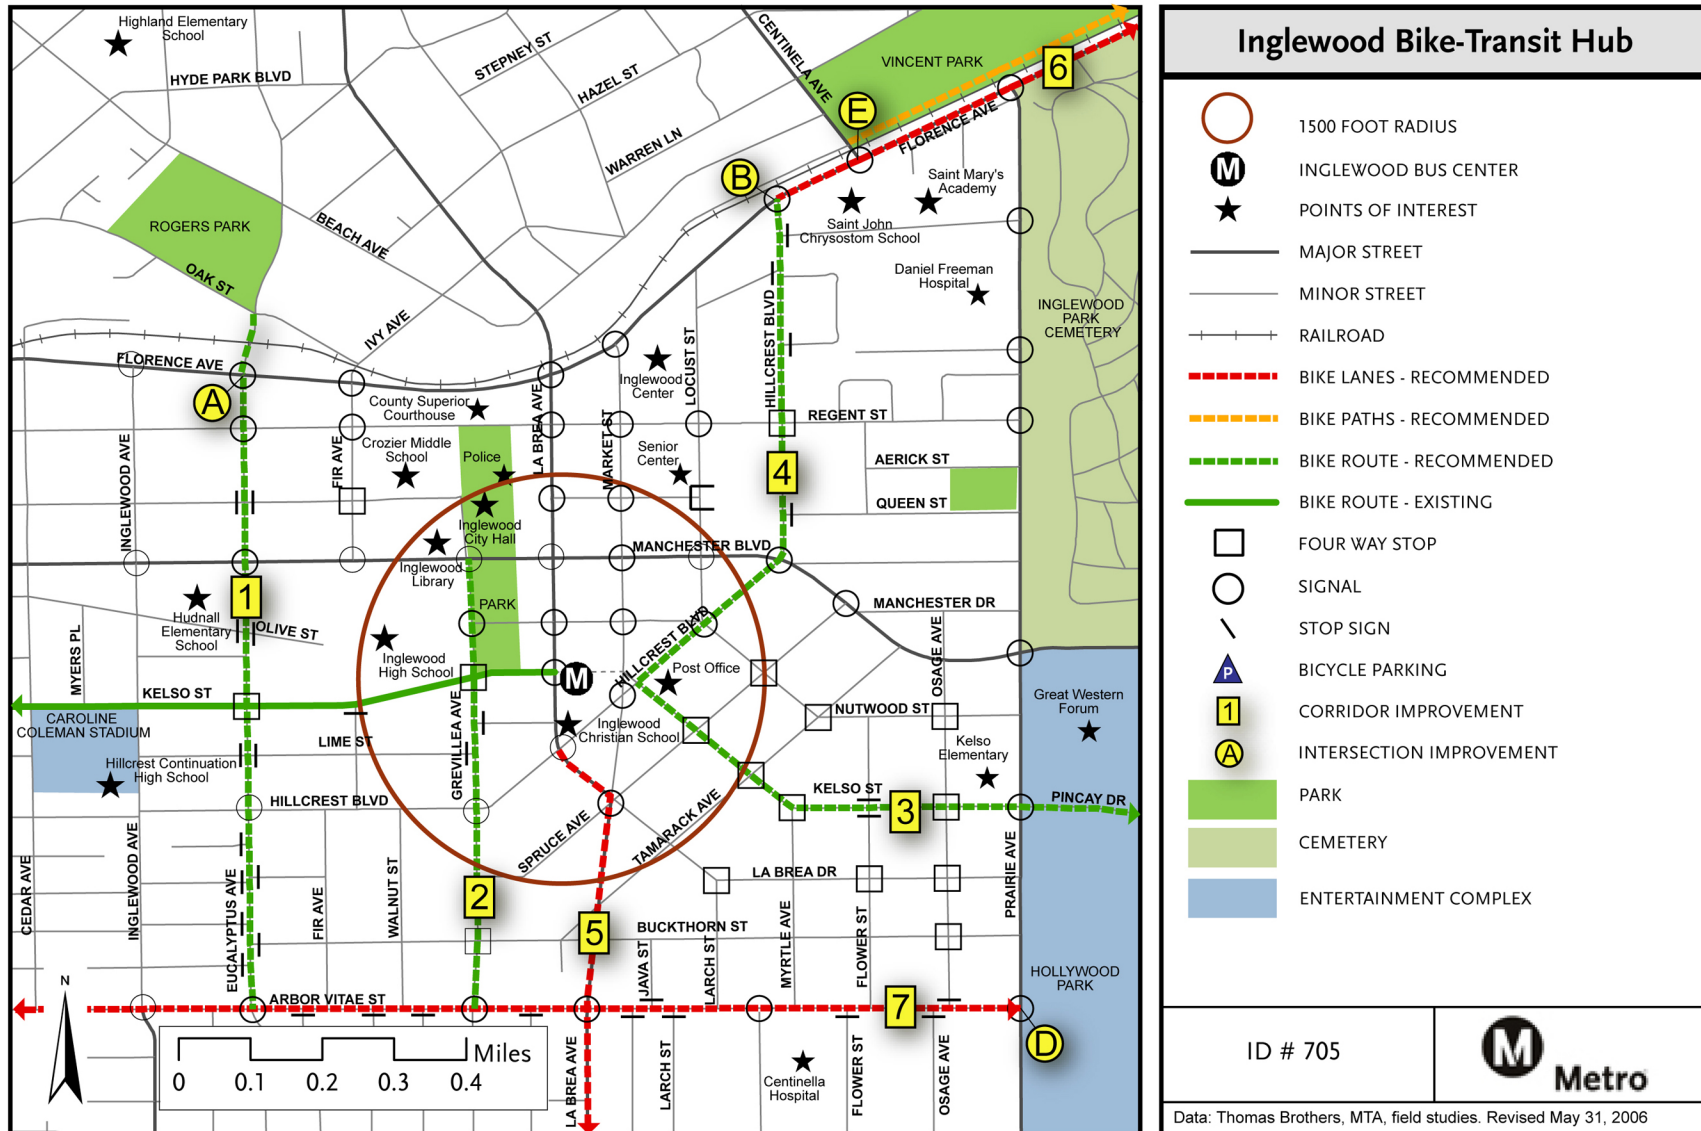 Highland Elementary
School
HYDE PARK BLVD
STEPNEY ST
HAZEL ST
WARREN LN
CENTINELA AVE
VINCENT PARK
6
E
FLORENCE AVE
B
Saint Mary's
Academy
Saint John
Chrysostom School
ROGERS PARK
BEACH AVE
OAK ST
Daniel Freeman
Hospital
INGLEWOOD
PARK
CEMETERY
IVY AVE
FLORENCE AVE
A
HILLCREST BLVD
LOCUST ST
Inglewood
Center
County Superior
Courthouse
LA BREA AVE
MARKET ST
REGENT ST
Crozier Middle
School
Police
Senior
Center
INGLEWOOD AVE
FIR AVE
4
AERICK ST
QUEEN ST
Inglewood
City Hall
MANCHESTER BLVD
Inglewood
Library
1
PARK
MANCHESTER DR
Hudnall
Elementary
School
OLIVE ST
MYERS PL
Inglewood
High School
HILLCREST BLVD
Post Office
OSAGE AVE
M
KELSO ST
CAROLINE
COLEMAN STADIUM
GREVILLEA AVE
Inglewood
Christian School
NUTWOOD ST
Great Western
Forum
LIME ST
Kelso
Elementary
Hillcrest Continuation
High School
HILLCREST BLVD
KELSO ST
3
PINCAY DR
SPRUCE AVE
TAMARACK AVE
CEDAR AVE
INGLEWOOD AVE
EUCALYPTUS AVE
FIR AVE
WALNUT ST
2
5
LA BREA DR
BUCKTHORN ST
JAVA ST
LARCH ST
MYRTLE AVE
FLOWER ST
PRAIRIE AVE
HOLLYWOOD
PARK
N
ARBOR VITAE ST
7
D
Miles
0 0.1 0.2 0.3 0.4
LA BREA AVE
LARCH ST
Centinella
Hospital
FLOWER ST
OSAGE AVE
Inglewood Bike-Transit Hub
1500 FOOT RADIUS
M INGLEWOOD BUS CENTER
POINTS OF INTEREST
MAJOR STREET
MINOR STREET
RAILROAD
BIKE LANES - RECOMMENDED
BIKE PATHS - RECOMMENDED
BIKE ROUTE - RECOMMENDED
BIKE ROUTE - EXISTING
FOUR WAY STOP
SIGNAL
STOP SIGN
P BICYCLE PARKING
1 CORRIDOR IMPROVEMENT
A INTERSECTION IMPROVEMENT
PARK
CEMETERY
ENTERTAINMENT COMPLEX
ID # 705
M Metro
Data: Thomas Brothers, MTA, field studies. Revised May 31, 2006